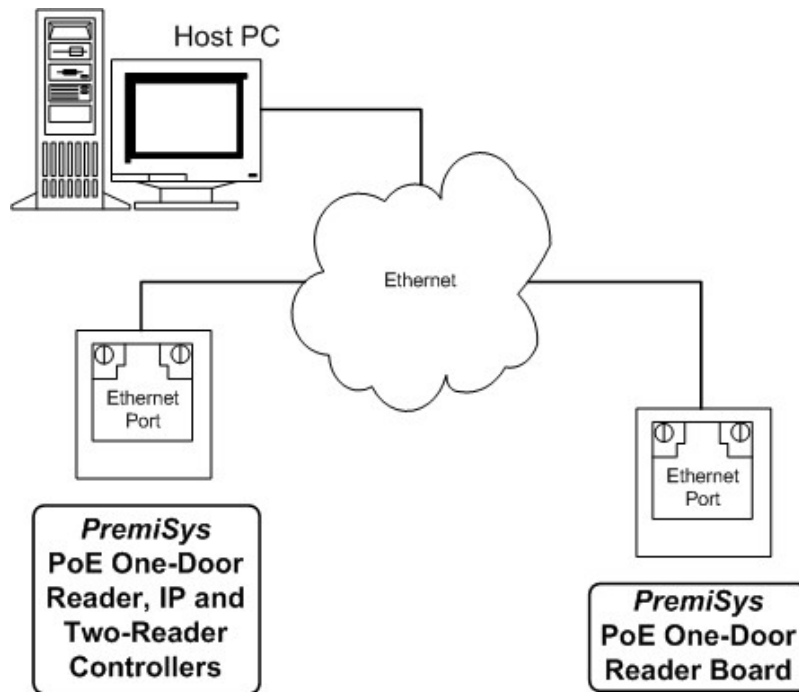 Host PC
Ethernet
Ethernet
Port
PremiSys
PoE One-Door
Reader, IP and
Two-Reader
Controllers
Ethernet
Port
PremiSys
PoE One-Door
Reader Board